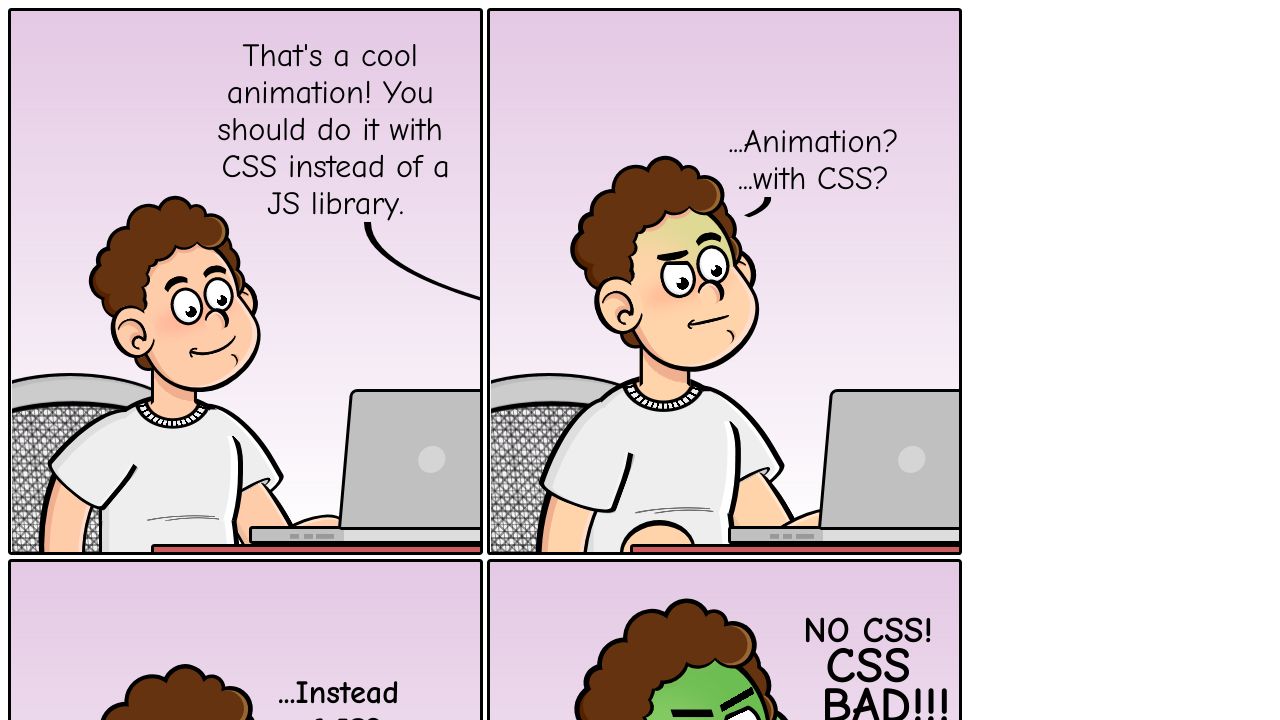 That's a cool
animation! You
should do it with
CSS instead of a
JS library.
...Animation?
...with CSS?
...Instead
NO CSS!
CSS
BAD!!!